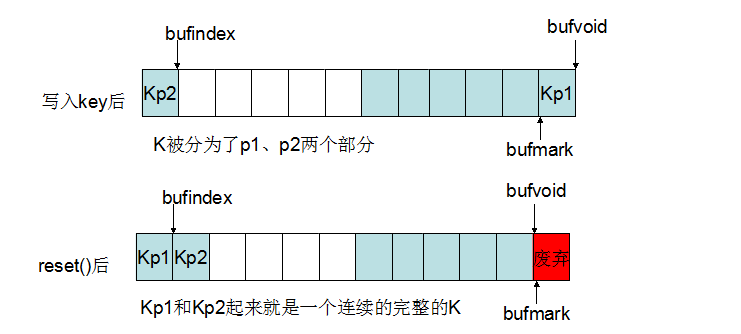 bufindex
bufvoid
写入key后
Kp2
Kp1
K被分为了p1、p2两个部分
bufmark
bufindex
bufvoid
reset()后
Kp1
Kp2
废弃
Kp1和Kp2起来就是一个连续的完整的K
bufmark